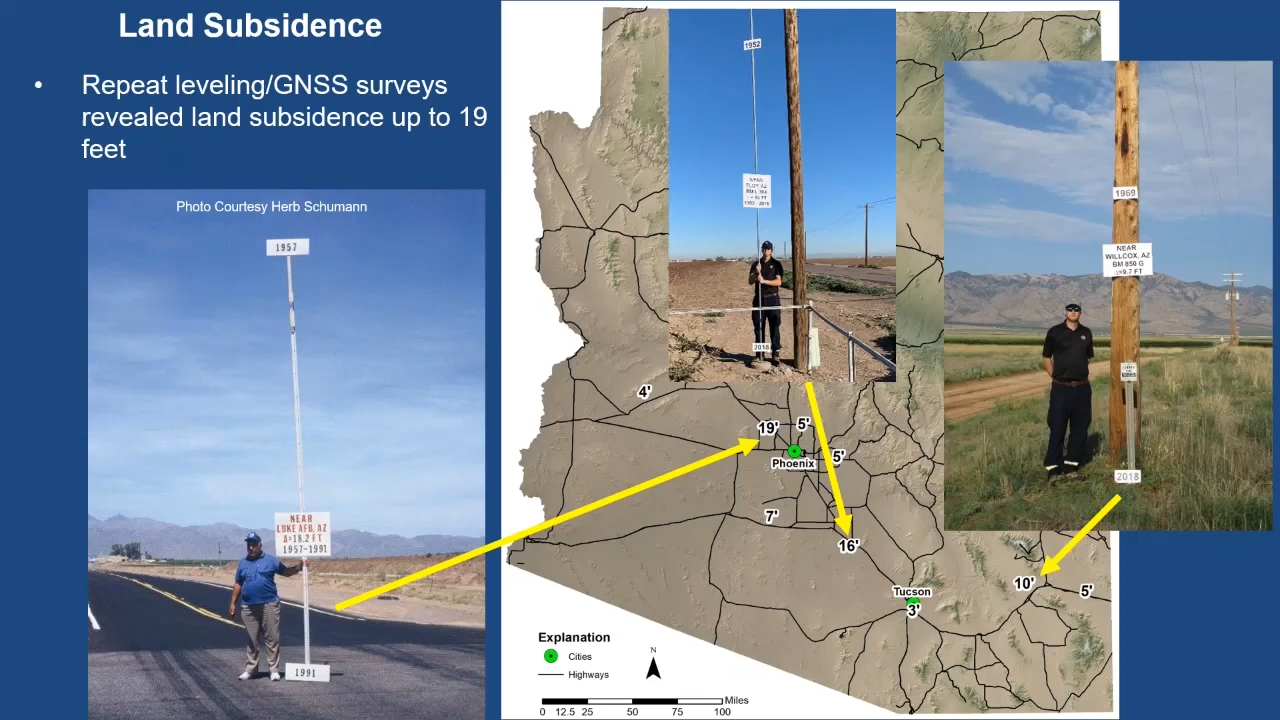 Land Subsidence
• Repeat leveling/GNSS surveys
revealed land subsidence up to 19
feet
Photo Courtesy Herb Schumann
1957
NEAR
LUKE AFB, AZ
Δ=18.2 FT
1957-1991
1991
1952
NEAR
ELOY, AZ
2018
1969
NEAR
WILLCOX, AZ
BM 850 G
9.7 FT
2018
4'
19'
5'
5'
Phoenix
7'
16'
10'
5'
Tucson
3'
Explanation
Cities
Highways
N
Miles
0 12.5 25 50 75 100